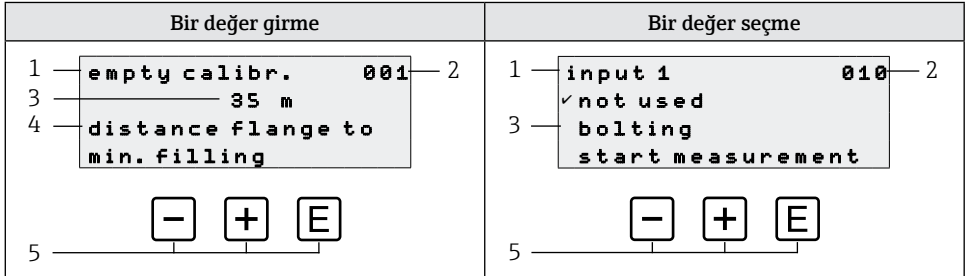 Bir değer girme
1 empty calibr. 001 2
3 35 m
4 distance flange to
min. filling
- + E
5
Bir değer seçme
1 input 1 010 2
✓not used
3 bolting
start measurement
- + E
5